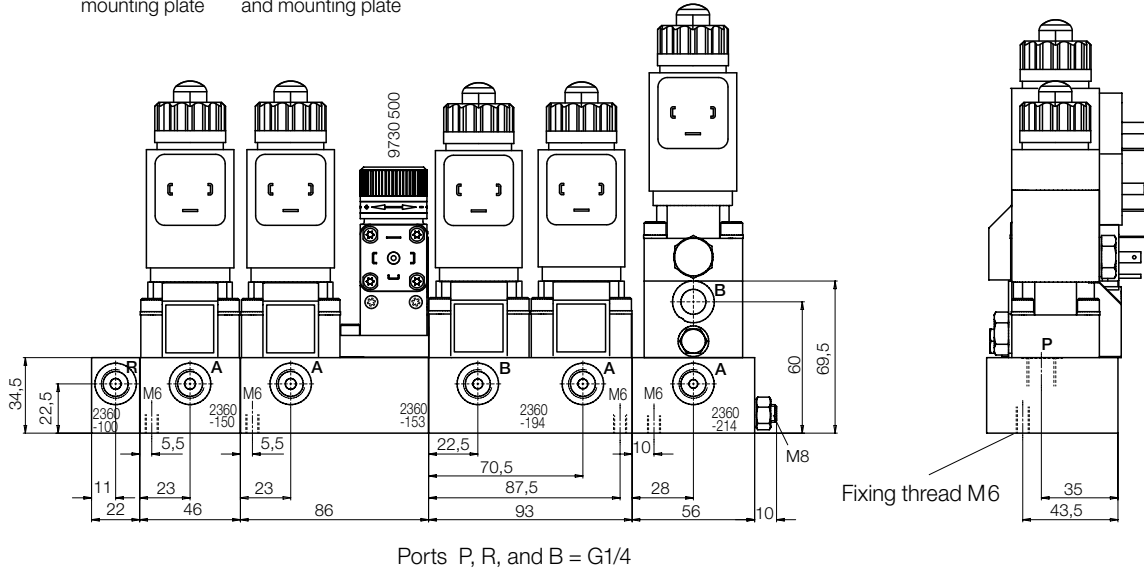 mounting plate
and mounting plate
9730 500
B
R
A
A
B
A
A
P
M6
M6
M6
M6
2360
-100
2360
-150
2360
-153
2360
-194
2360
-214
34,5
22,5
5,5
5,5
22,5
10
60
69,5
M8
70,5
87,5
11
23
23
28
22
46
86
93
56
10
Fixing thread M6
35
43,5
Ports P, R, and B = G1/4